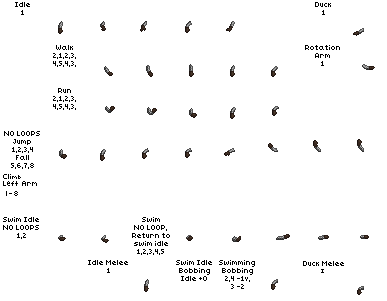 Idle
1
Duck
1
Walk
2,1,2,3,
4,5,4,3,
Rotation
Arm
1
Run
2,1,2,3,
4,5,4,3,
NO LOOPS
Jump
1,2,3,4
Fall
5,6,7,8
Climb
Left Arm
1-8
Swim Idle
NO LOOPS
1,2
Swim
NO LOOP,
Return to
swim idle
1,2,3,4,5
Idle Melee
1
Swim Idle
Bobbing
Idle +0
Swimming
Bobbing
2,4 -1v,
3 -2
Duck Melee
1